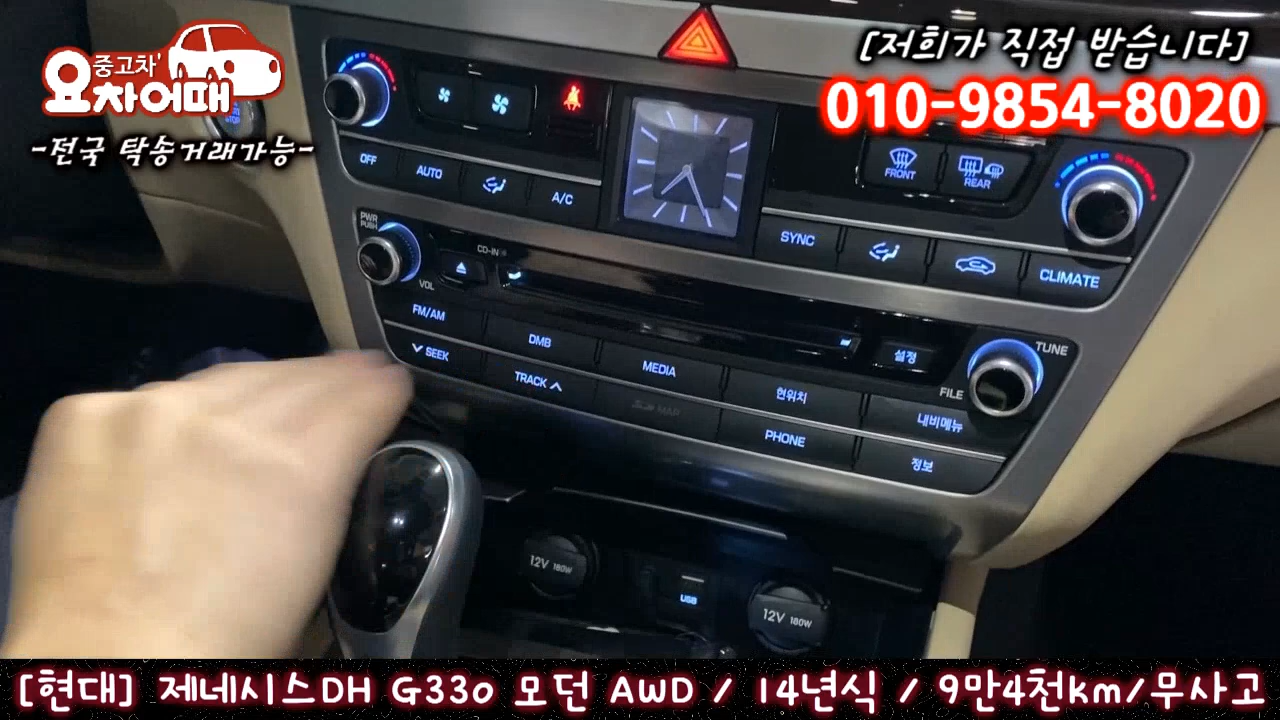 중고차'
요차어때
-전국 탁송거래가능-
[저희가 직접 받습니다]
010-9854-8020
OFF
AUTO
A/C
FRONT
REAR
SYNC
CLIMATE
PWR
PUSH
VOL
CD-IN
FM/AM
DMB
MEDIA
현위치
내비메뉴
설정
TUNE
FILE
SEEK
TRACK
MAP
PHONE
정보
12V 180W
USB
12V 180W
[현대] 제네시스DH G330 모던 AWD / 14년식 / 9만4천km/무사고